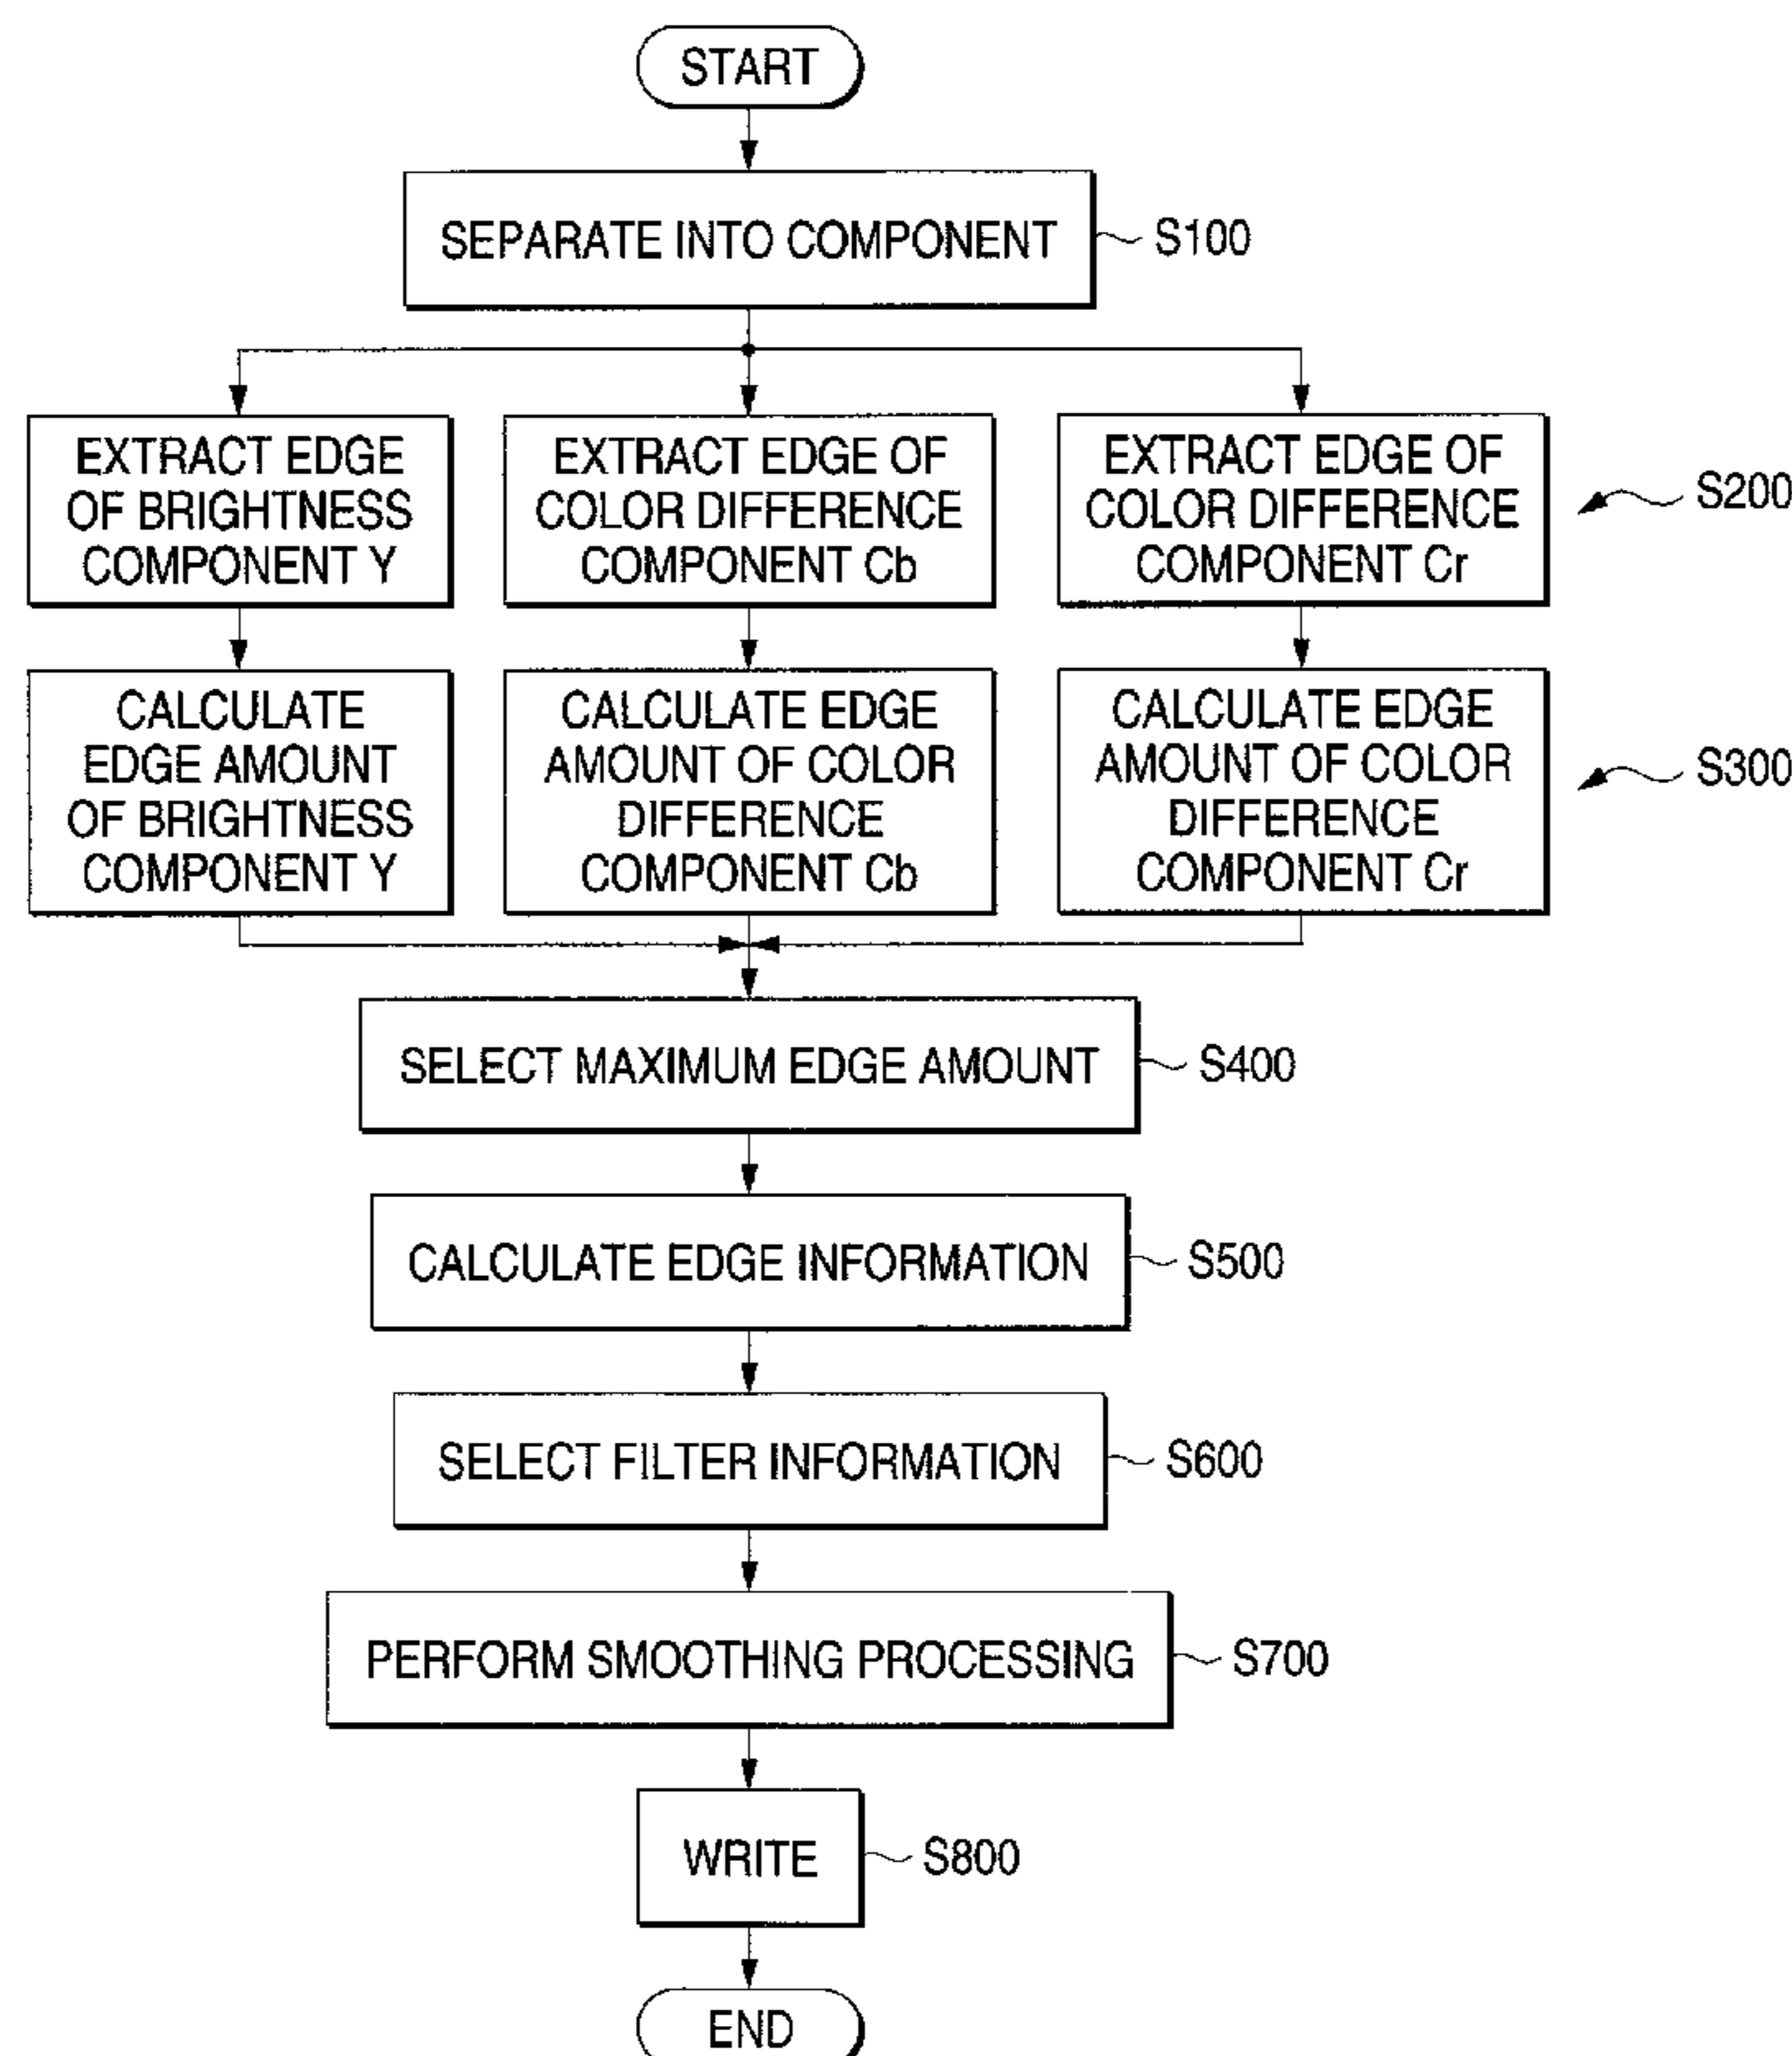 START
SEPARATE INTO COMPONENT
S100
EXTRACT EDGE
OF BRIGHTNESS
COMPONENT Y
EXTRACT EDGE OF
COLOR DIFFERENCE
COMPONENT Cb
EXTRACT EDGE OF
COLOR DIFFERENCE
COMPONENT Cr
S200
CALCULATE
EDGE AMOUNT
OF BRIGHTNESS
COMPONENT Y
CALCULATE EDGE
AMOUNT OF COLOR
DIFFERENCE
COMPONENT Cb
CALCULATE EDGE
AMOUNT OF COLOR
DIFFERENCE
COMPONENT Cr
S300
SELECT MAXIMUM EDGE AMOUNT
S400
CALCULATE EDGE INFORMATION
S500
SELECT FILTER INFORMATION
S600
PERFORM SMOOTHING PROCESSING
S700
WRITE
S800
END